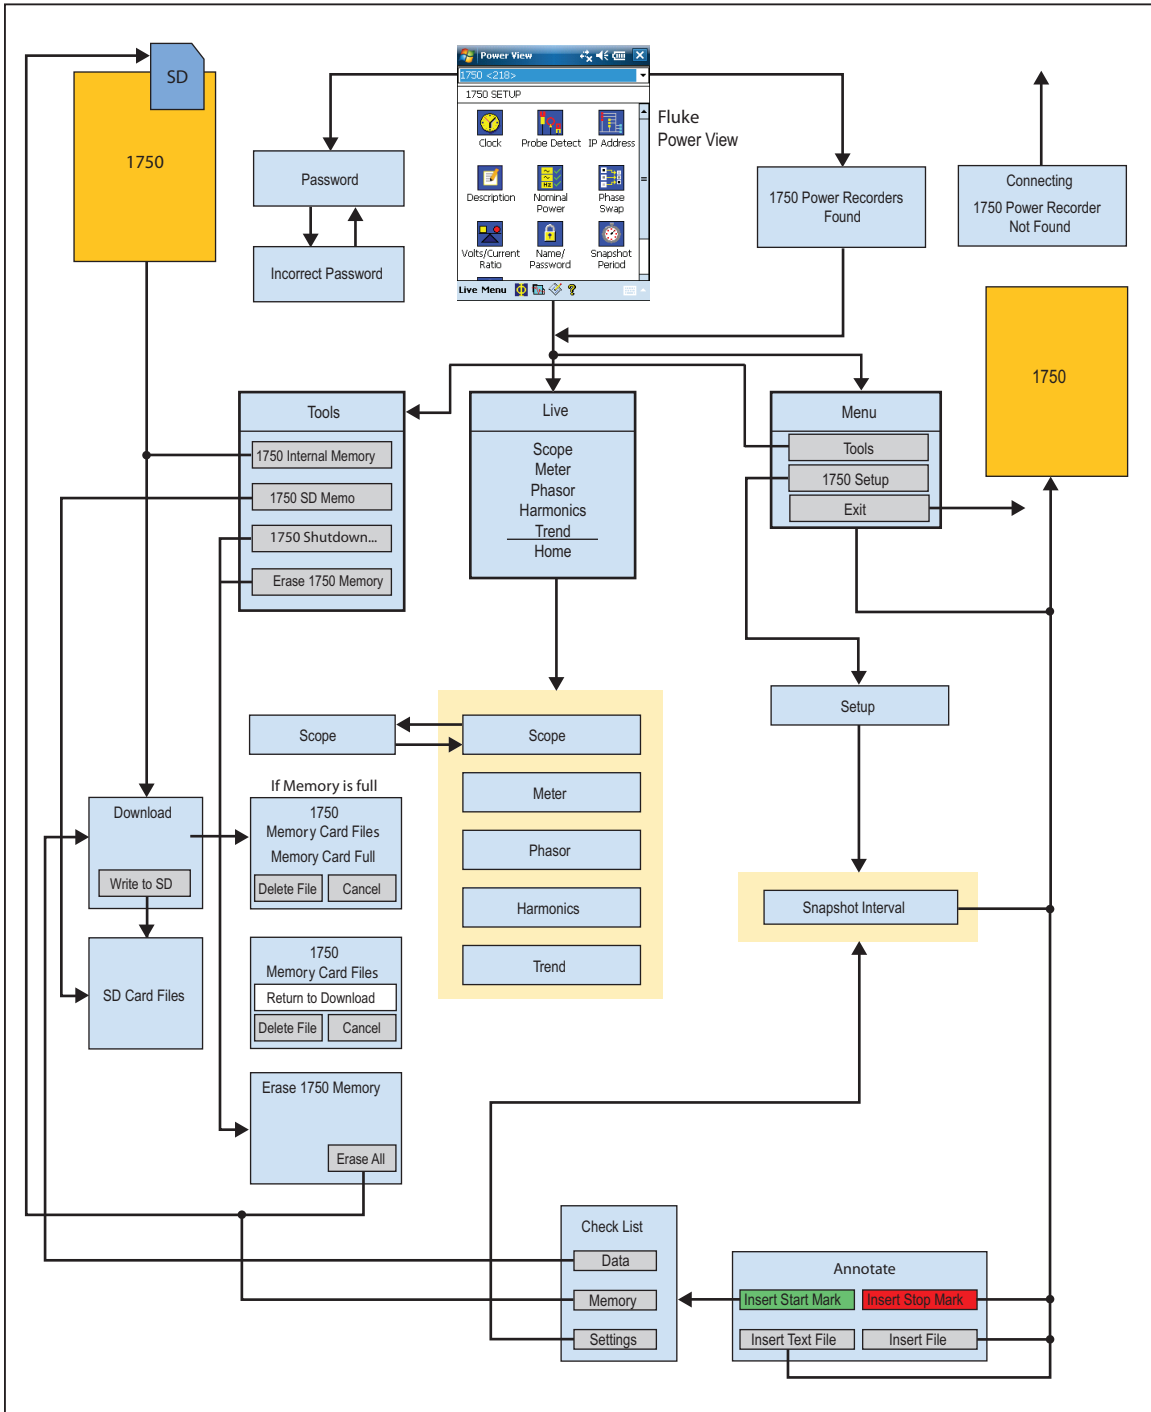 SD
1750
Power View
1750 <218>
1750 SETUP
Clock
Probe Detect
IP Address
Description
Nominal
Power
Phase
Swap
Volts/Current
Ratio
Name/
Password
Snapshot
Period
Live Menu
Fluke
Power View
Password
Incorrect Password
1750 Power Recorders
Found
Connecting
1750 Power Recorder
Not Found
1750
Tools
1750 Internal Memory
1750 SD Memo
1750 Shutdown...
Erase 1750 Memory
Live
Scope
Meter
Phasor
Harmonics
Trend
Home
Menu
Tools
1750 Setup
Exit
Scope
Scope
Meter
Phasor
Harmonics
Trend
Setup
Snapshot Interval
Download
Write to SD
SD Card Files
If Memory is full
1750
Memory Card Files
Memory Card Full
Delete File
Cancel
1750
Memory Card Files
Return to Download
Delete File
Cancel
Erase 1750 Memory
Erase All
Check List
Data
Memory
Settings
Annotate
Insert Start Mark
Insert Stop Mark
Insert Text File
Insert File